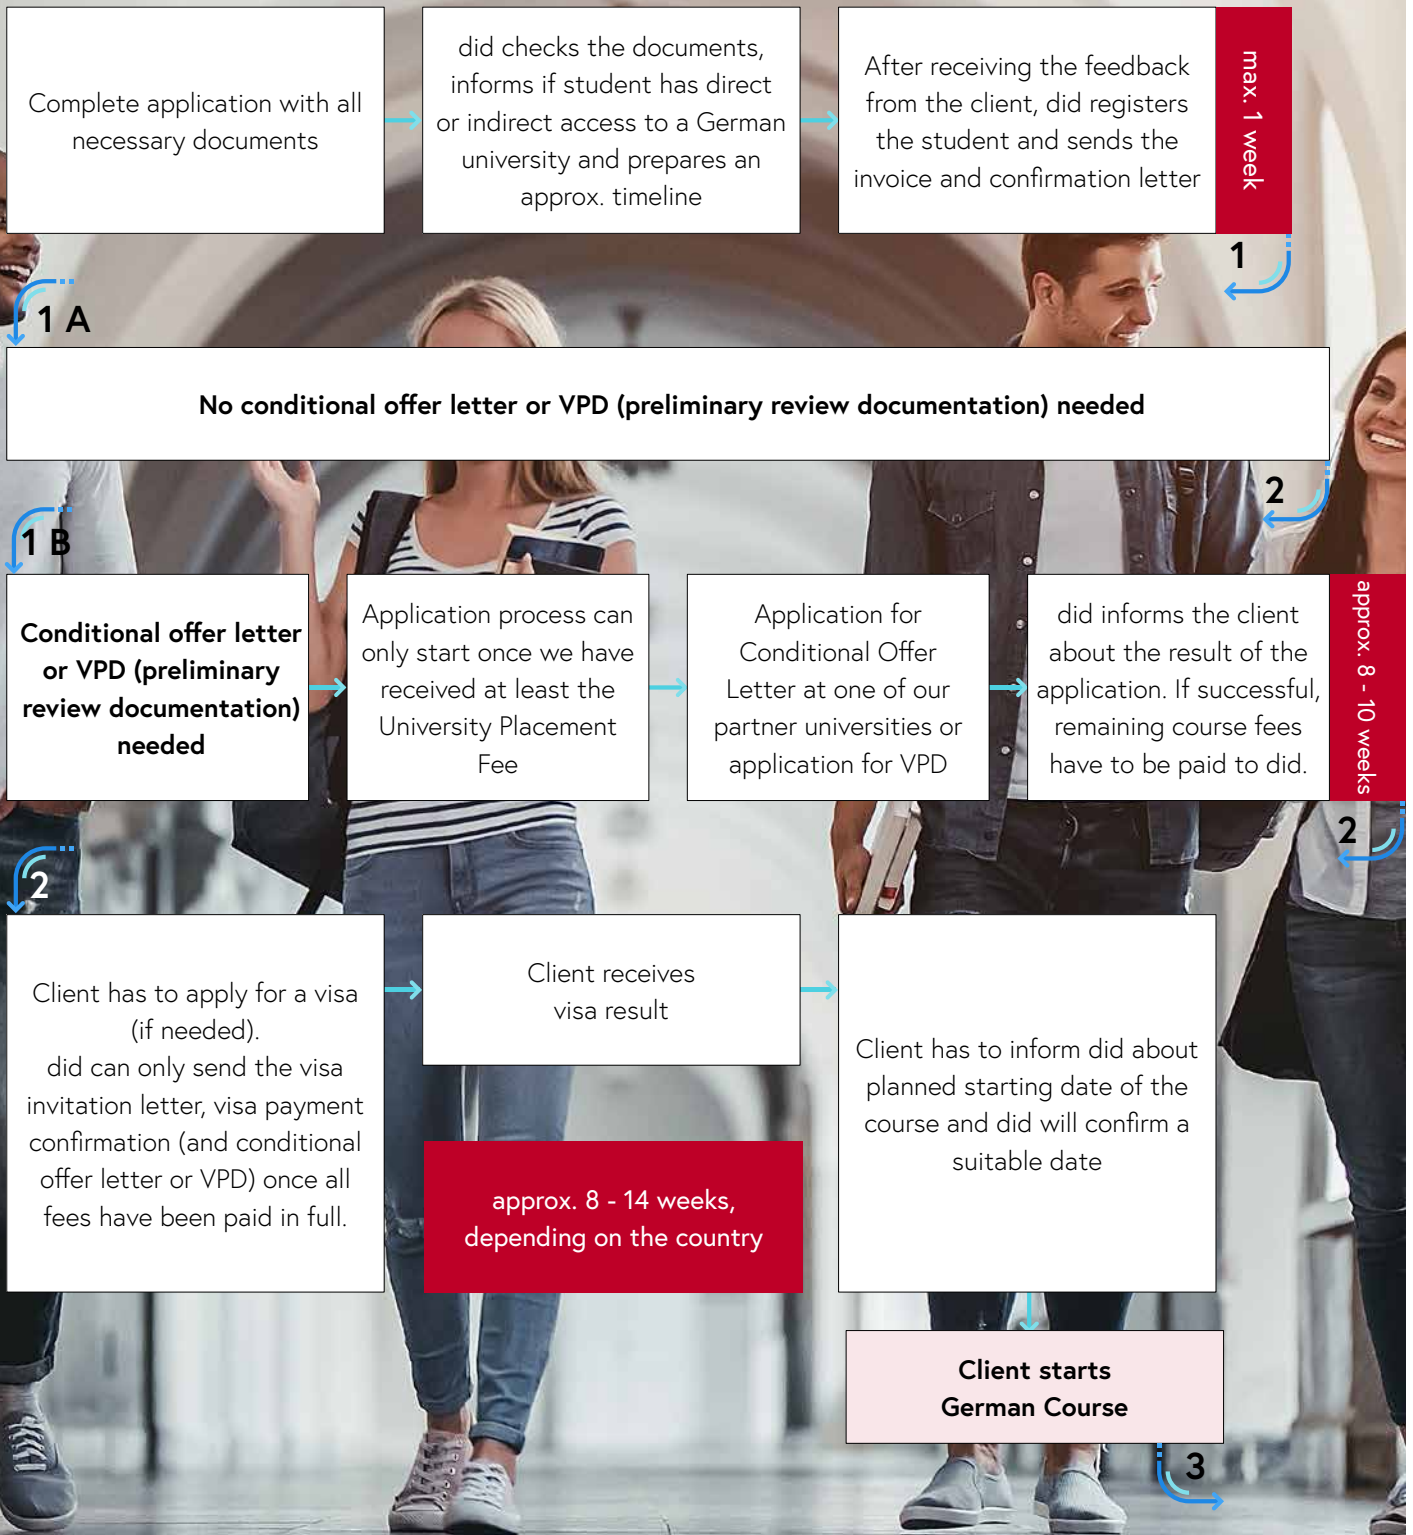 Complete application with all
necessary documents
did checks the documents,
informs if student has direct
or indirect access to a German
university and prepares an
approx. timeline
After receiving the feedback
from the client, did registers
the student and sends the
invoice and confirmation letter
max. 1 week
1
1 A
No conditional offer letter or VPD (preliminary review documentation) needed
2
1 B
Conditional offer letter
or VPD (preliminary
review documentation)
needed
Application process can
only start once we have
received at least the
University Placement
Fee
Application for
Conditional Offer
Letter at one of our
partner universities or
application for VPD
did informs the client
about the result of the
application. If successful,
remaining course fees
have to be paid to did.
approx. 8 - 10 weeks
2
2
Client has to apply for a visa
(if needed).
did can only send the visa
invitation letter, visa payment
confirmation (and conditional
offer letter or VPD) once all
fees have been paid in full.
Client receives
visa result
approx. 8 - 14 weeks,
depending on the country
Client has to inform did about
planned starting date of the
course and did will confirm a
suitable date
Client starts
German Course
3